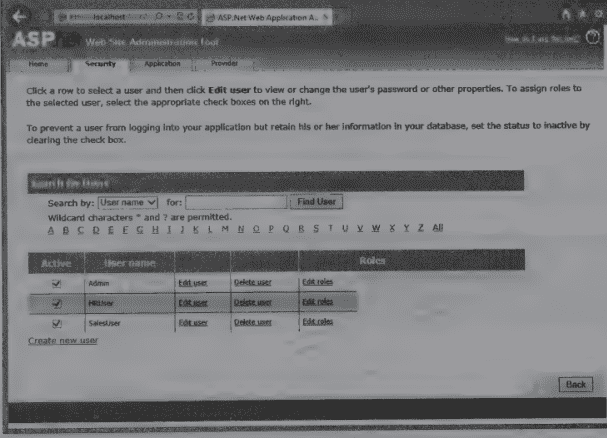 localhost
ASP.Net Web Application A..
ASP
Web Site Administration Tool
Home Security Application Provider
Click a row to select a user and then click Edit user to view or change the user's password or other properties. To assign roles to
the selected user, select the appropriate check boxes on the right.
To prevent a user from logging into your application but retain his or her information in your database, set the status to inactive by
clearing the check box.
Search for Users
Search by: User name for: Find User
Wildcard characters * and ? are permitted.
A B C D E F G H I J K L M N O P Q R S T U V W X Y Z All
Active User name Roles
Admin Edit user Delete user Edit roles
HRUser Edit user Delete user Edit roles
SalesUser Edit user Delete user Edit roles
Create new user
Back